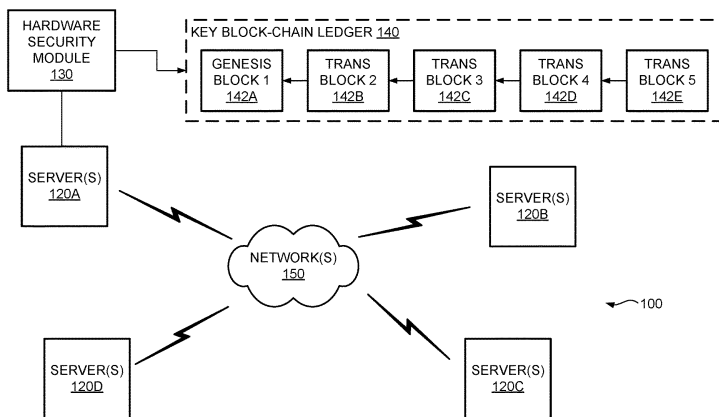 HARDWARE
SECURITY
MODULE
130
KEY BLOCK-CHAIN LEDGER 140
GENESIS
BLOCK 1
142A
TRANS
BLOCK 2
142B
TRANS
BLOCK 3
142C
TRANS
BLOCK 4
142D
TRANS
BLOCK 5
142E
SERVER(S)
120A
SERVER(S)
120B
NETWORK(S)
150
100
SERVER(S)
120D
SERVER(S)
120C